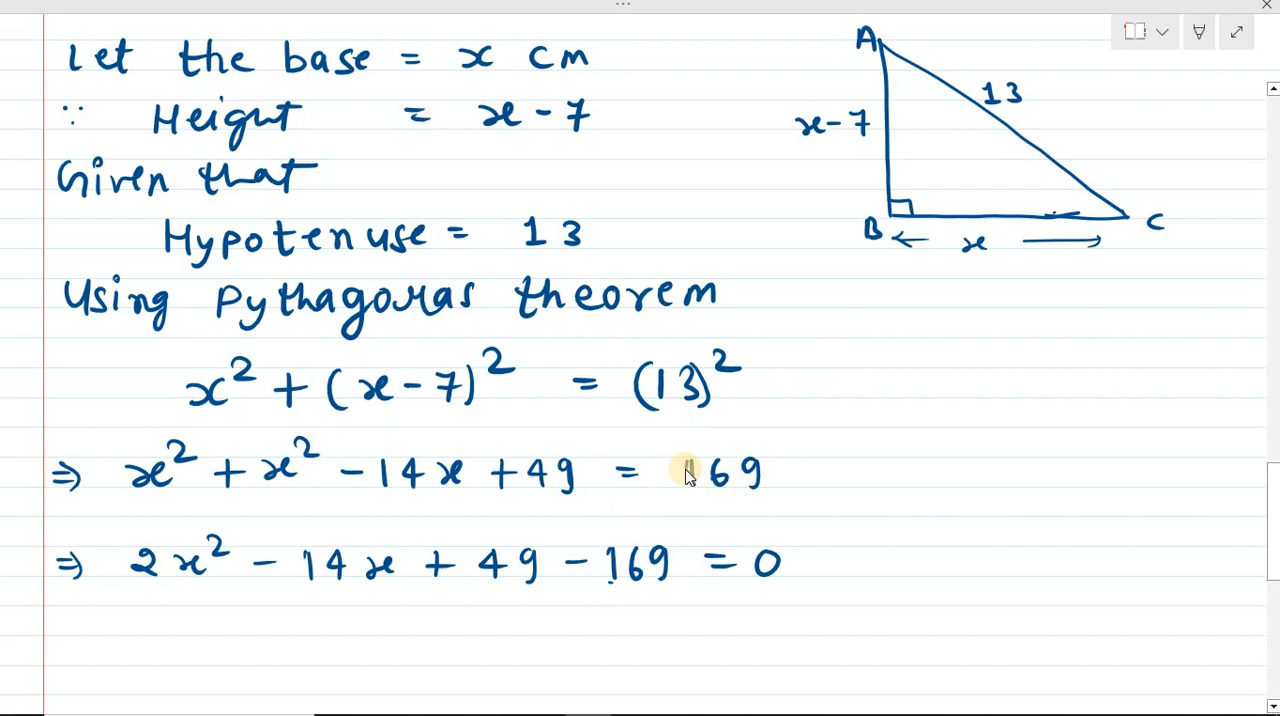 Let the base = x cm
∵ Height = x - 7
Given that
Hypotenuse = 13
Using Pythagoras theorem
x² + (x - 7)² = (13)²
⇒ x² + x² - 14x + 49 = 169
⇒ 2x² - 14x + 49 - 169 = 0
A
13
x - 7
B
x
C